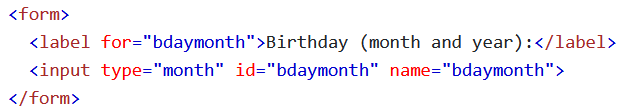 <form>
<label for="bdaymonth">Birthday (month and year):</label>
<input type="month" id="bdaymonth" name="bdaymonth">
</form>